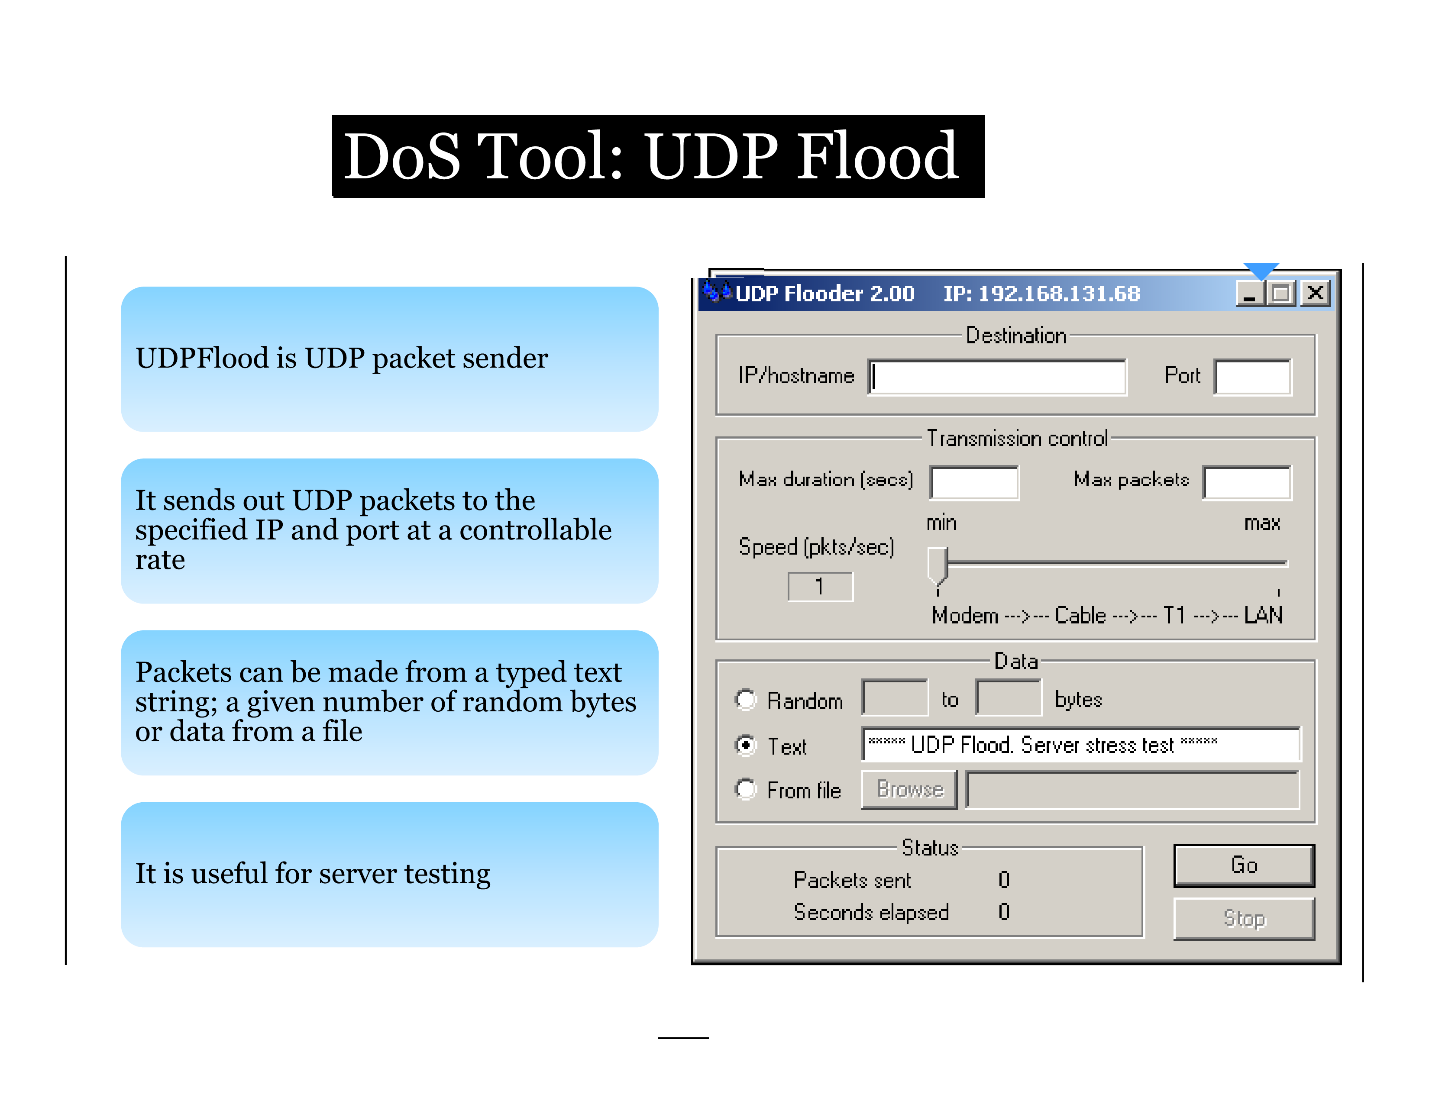 DoS Tool: UDP Flood
UDPFlood is UDP packet sender
It sends out UDP packets to the
specified IP and port at a controllable
rate
Packets can be made from a typed text
string; a given number of random bytes
or data from a file
It is useful for server testing
UDP Flooder 2.00 IP: 192.168.131.68
Destination
IP/hostname Port
Transmission control
Max duration (secs) Max packets
min max
Speed (pkts/sec)
1
Modem --->--- Cable --->--- T1 --->--- LAN
Data
Random to bytes
Text ***** UDP Flood. Server stress test *****
From file Browse
Status
Packets sent 0
Seconds elapsed 0
Go
Stop